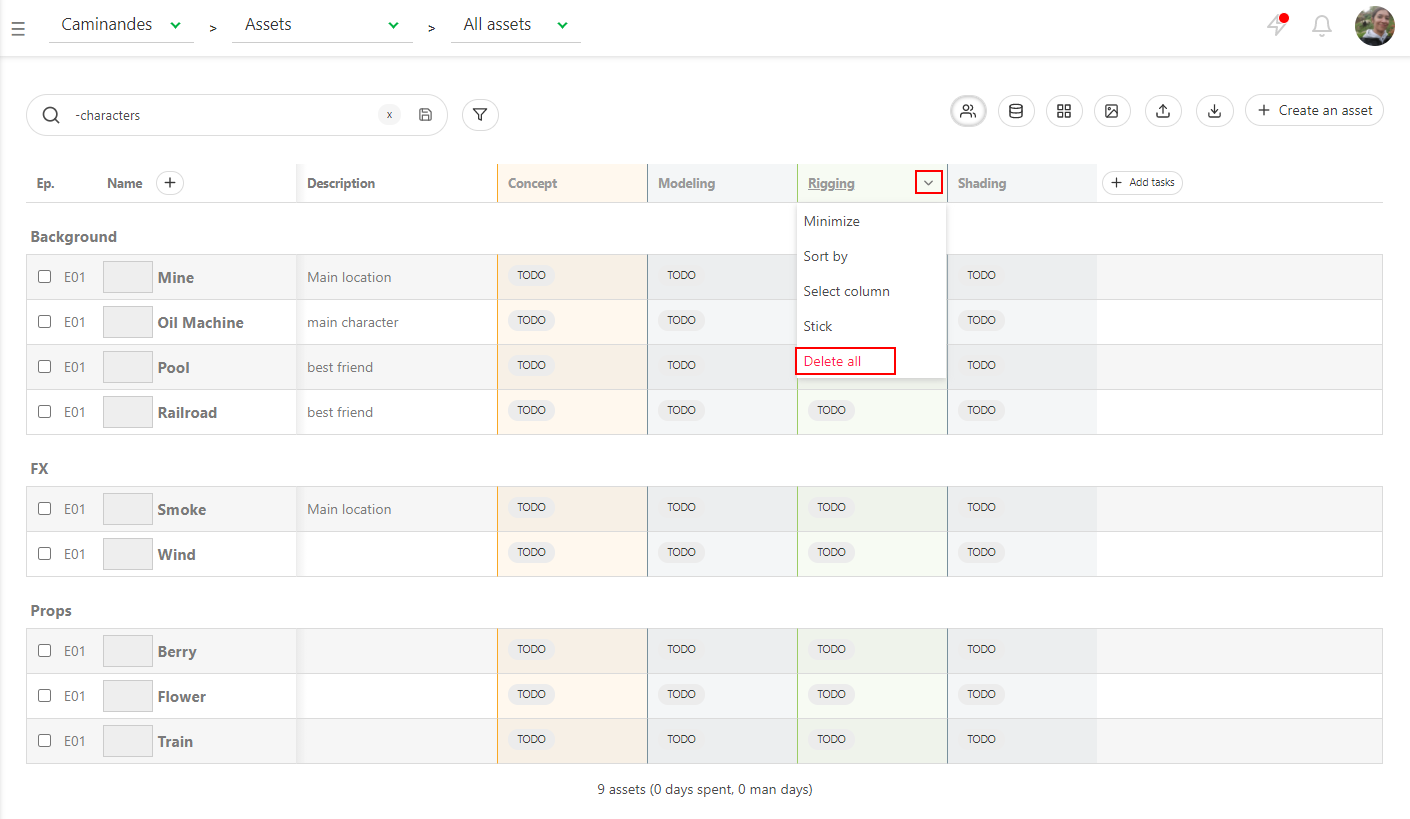 Caminandes > Assets > All assets
-characters x Create an asset
Ep. Name Description Concept Modeling Rigging Shading Add tasks
Minimize
Background
Sort by
E01 Mine Main location TODO TODO TODO
Select column
E01 Oil Machine main character TODO TODO TODO
Stick
E01 Pool best friend TODO TODO Delete all TODO
E01 Railroad best friend TODO TODO TODO TODO
FX
E01 Smoke Main location TODO TODO TODO TODO
E01 Wind TODO TODO TODO TODO
Props
E01 Berry TODO TODO TODO TODO
E01 Flower TODO TODO TODO TODO
E01 Train TODO TODO TODO TODO
9 assets (0 days spent, 0 man days)